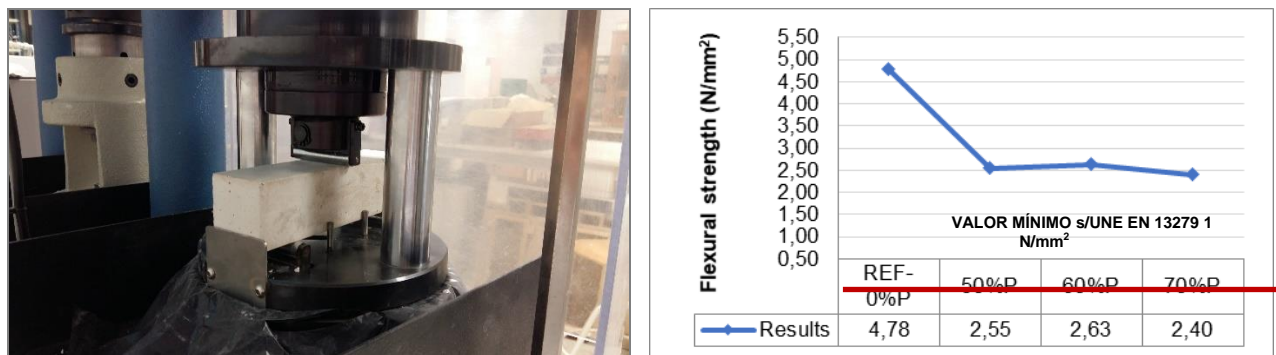 Flexural strength (N/mm²)
5,50
5,00
4,50
4,00
3,50
3,00
2,50
2,00
1,50
1,00
0,50
VALOR MÍNIMO s/UNE EN 13279 1
N/mm²
REF-
0%P
50%P
60%P
70%P
Results
4,78
2,55
2,63
2,40